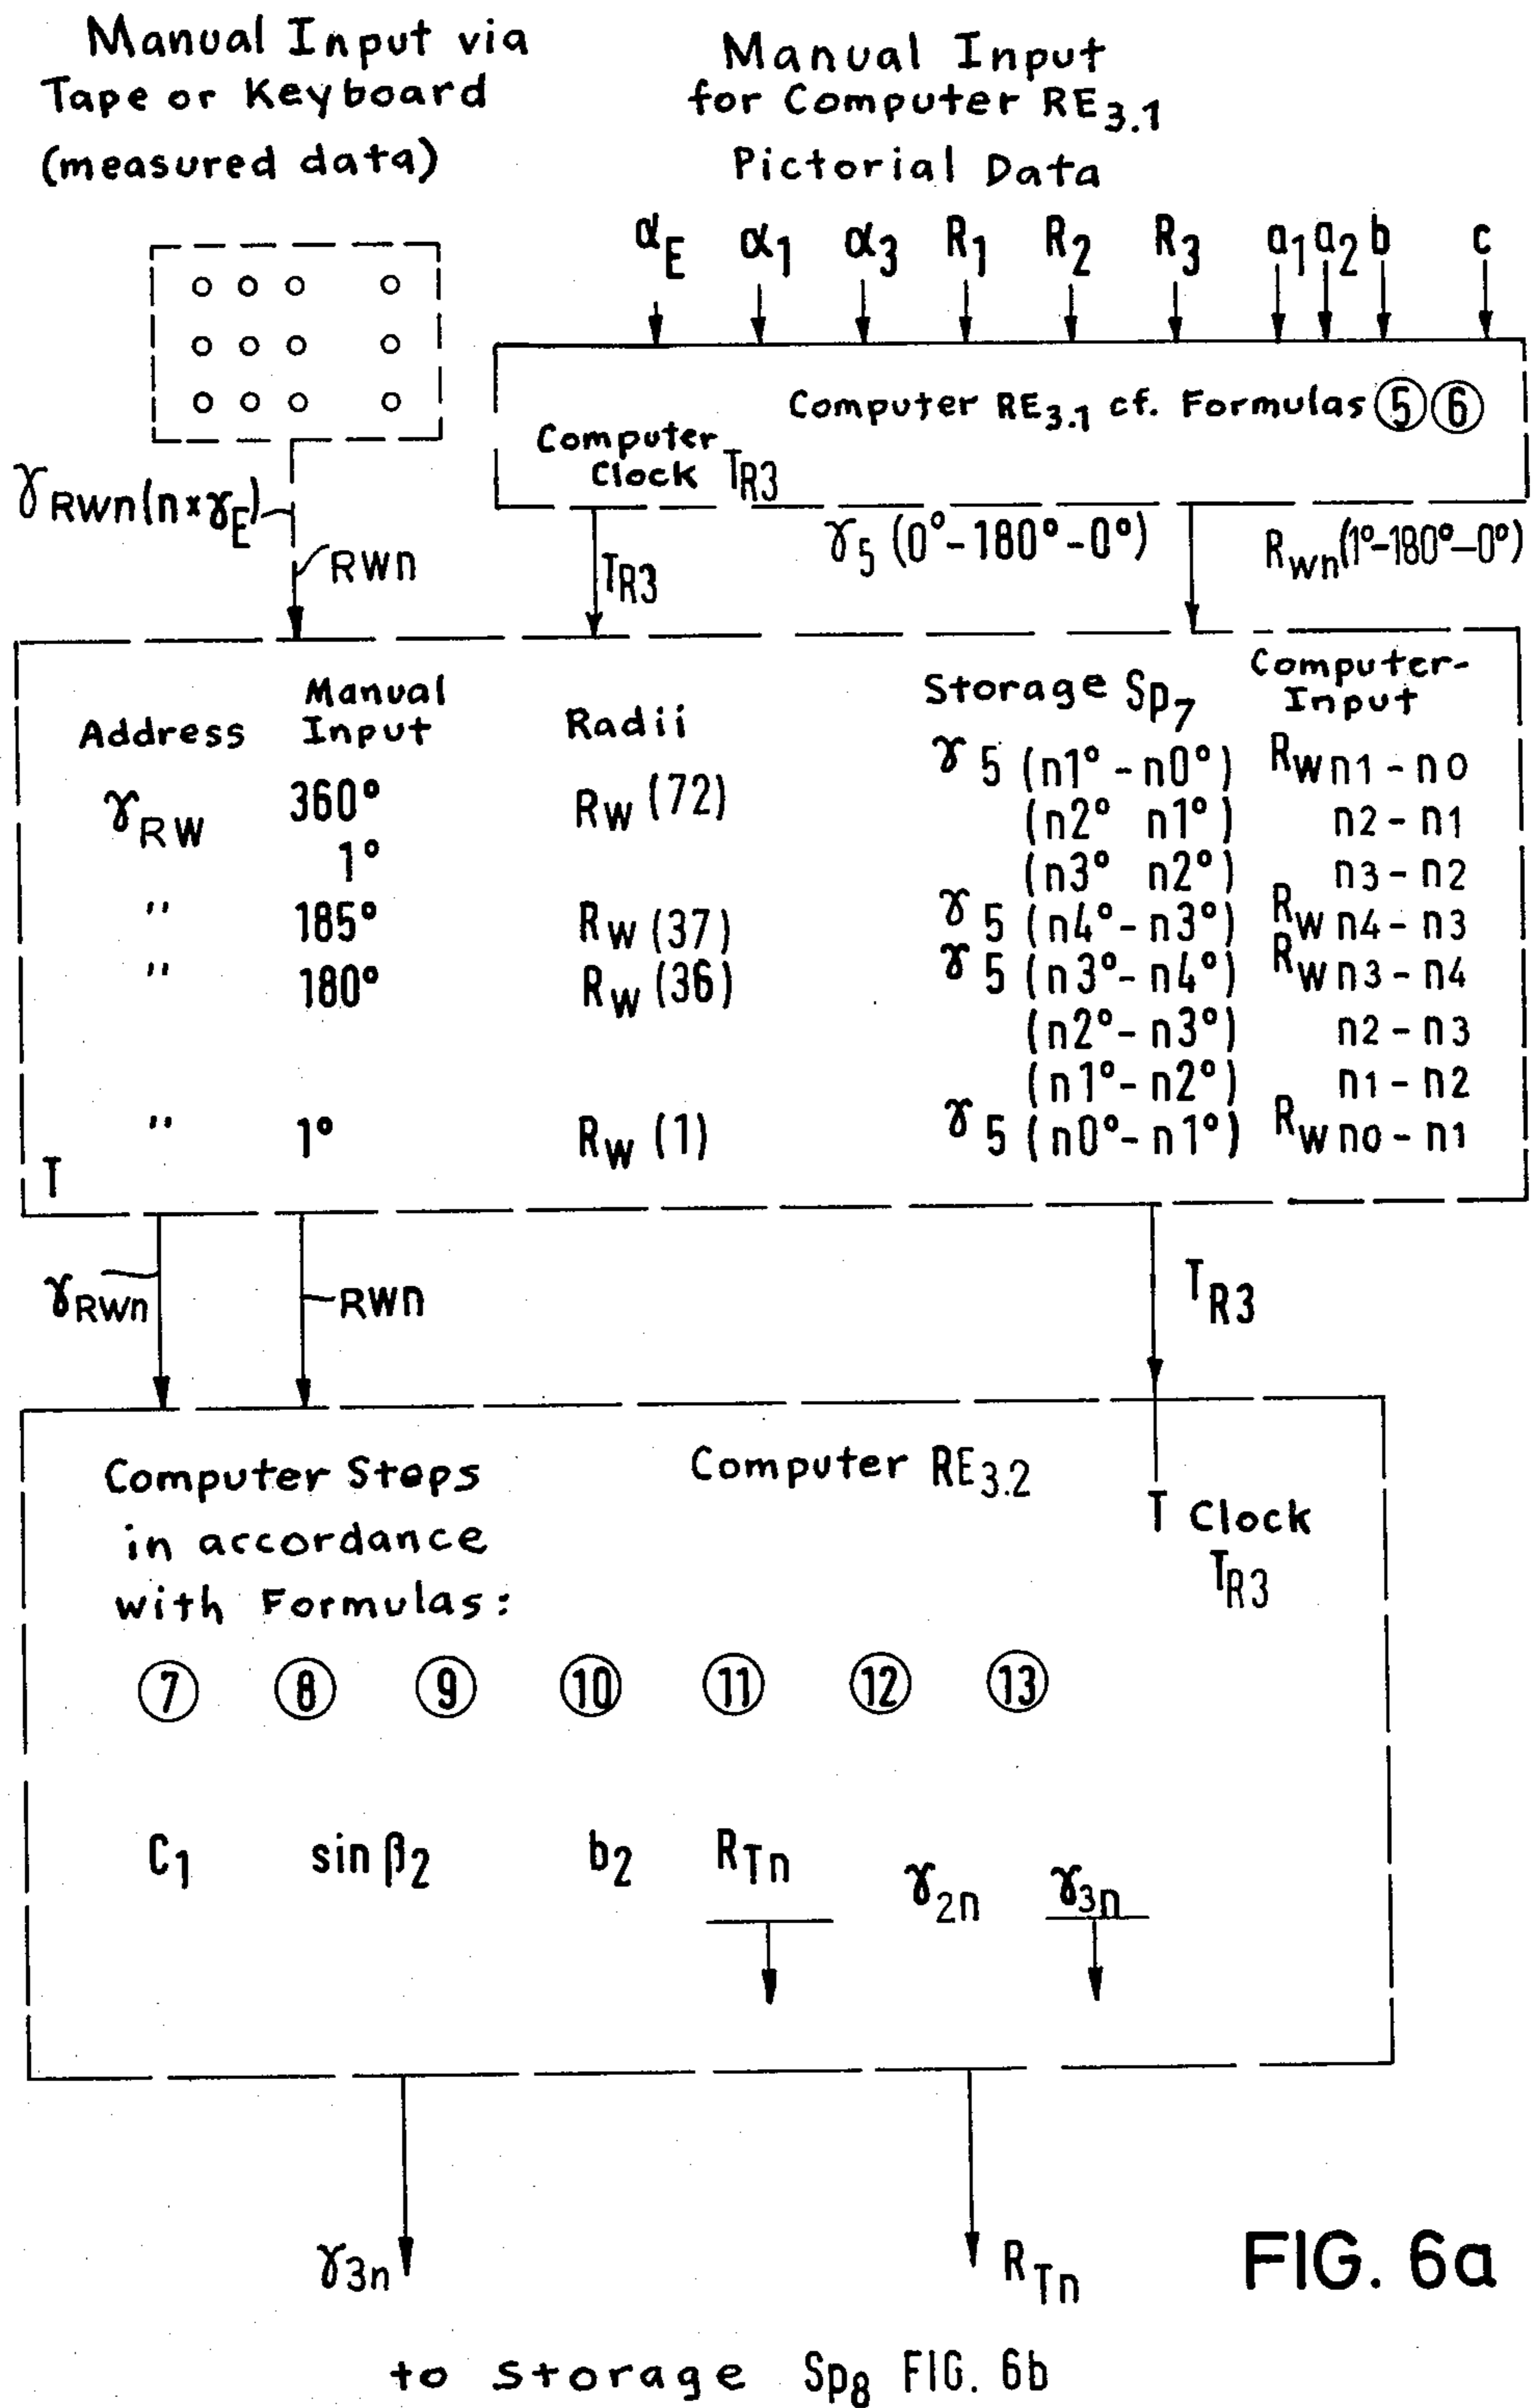 Manual Input via
Tape or Keyboard
(measured data)
Manual Input
for Computer RE3.1
Pictorial Data
αE α1 α3 R1 R2 R3 a1 a2 b c
Computer RE3.1 cf. Formulas ⑤ ⑥
Computer
Clock TR3
γRWn(n×γE)
RWn
TR3
γ5 (0°-180°-0°)
RWn(1°-180°-0°)
Address
Manual
Input
Radii
Storage Sp7
Computer-
Input
γRW 360° RW (72) γ5 (n1°-n0°) RWn1-n0
(n2° n1°) n2-n1
1° (n3° n2°) n3-n2
" 185° RW (37) γ5 (n4°-n3°) RWn4-n3
" 180° RW (36) γ5 (n3°-n4°) RWn3-n4
(n2°-n3°) n2-n3
(n1°-n2°) n1-n2
" 1° RW (1) γ5 (n0°-n1°) RWn0-n1
T
γRWn
RWn
TR3
Computer Steps
in accordance
with Formulas:
Computer RE3.2
T Clock
TR3
⑦ ⑧ ⑨ ⑩ ⑪ ⑫ ⑬
C1 sin β2 b2 RTn γ2n γ3n
γ3n
RTn
FIG. 6a
to Storage Sp8 FIG. 6b